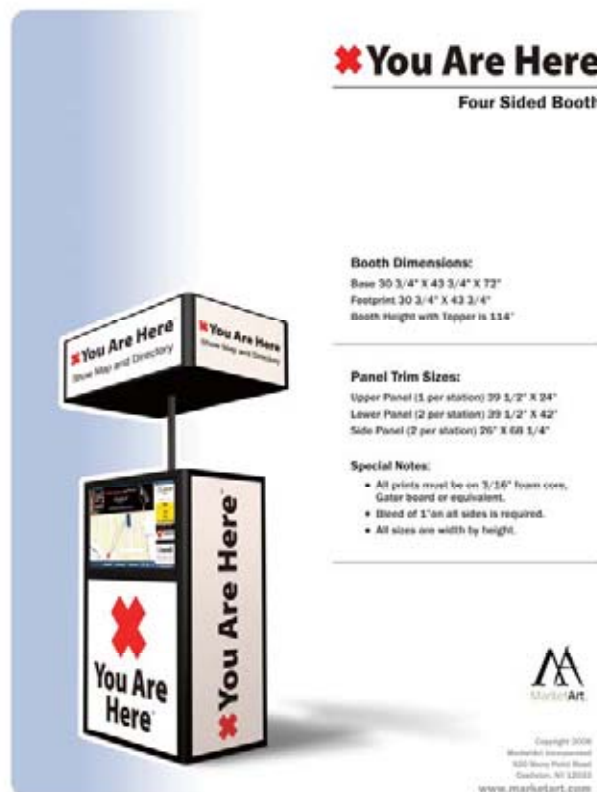 You Are Here
Four Sided Booth
Booth Dimensions:
Base 30 3/4" X 43 3/4" X 72"
Footprint 30 3/4" X 43 3/4"
Booth Height with Topper is 114"
You Are Here
Show Map and Directory
You Are Here
Show Map and Directory
Panel Trim Sizes:
Upper Panel (1 per station) 39 1/2" X 24"
Lower Panel (2 per station) 39 1/2" X 42"
Side Panel (2 per station) 26" X 68 1/4"
Special Notes:
• All prints must be on 3/16" foam core,
Gator board or equivalent.
• Bleed of 1"on all sides is required.
• All sizes are width by height.
You Are Here
You Are
Here
MarketArt
Copyright 2006
MarketArt Incorporated
www.marketart.com